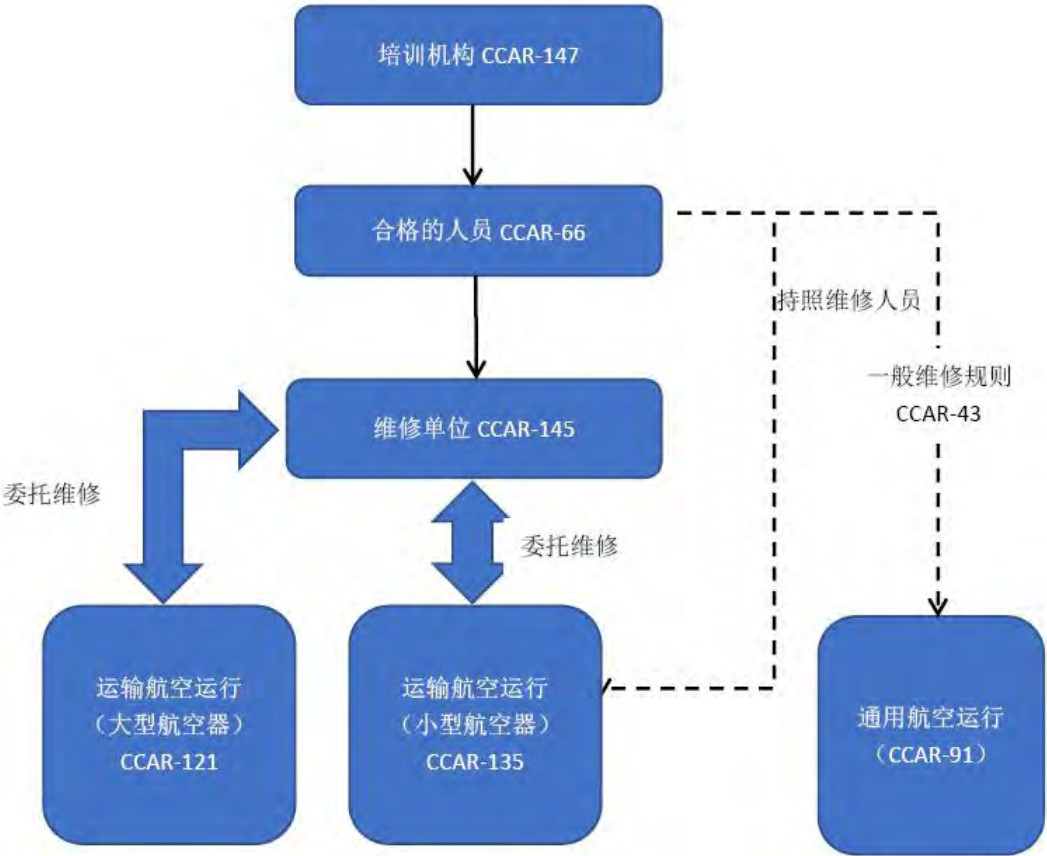 培训机构 CCAR-147
合格的人员 CCAR-66
持照维修人员
一般维修规则
CCAR-43
维修单位 CCAR-145
委托维修
委托维修
运输航空运行
（大型航空器）
CCAR-121
运输航空运行
（小型航空器）
CCAR-135
通用航空运行
（CCAR-91）